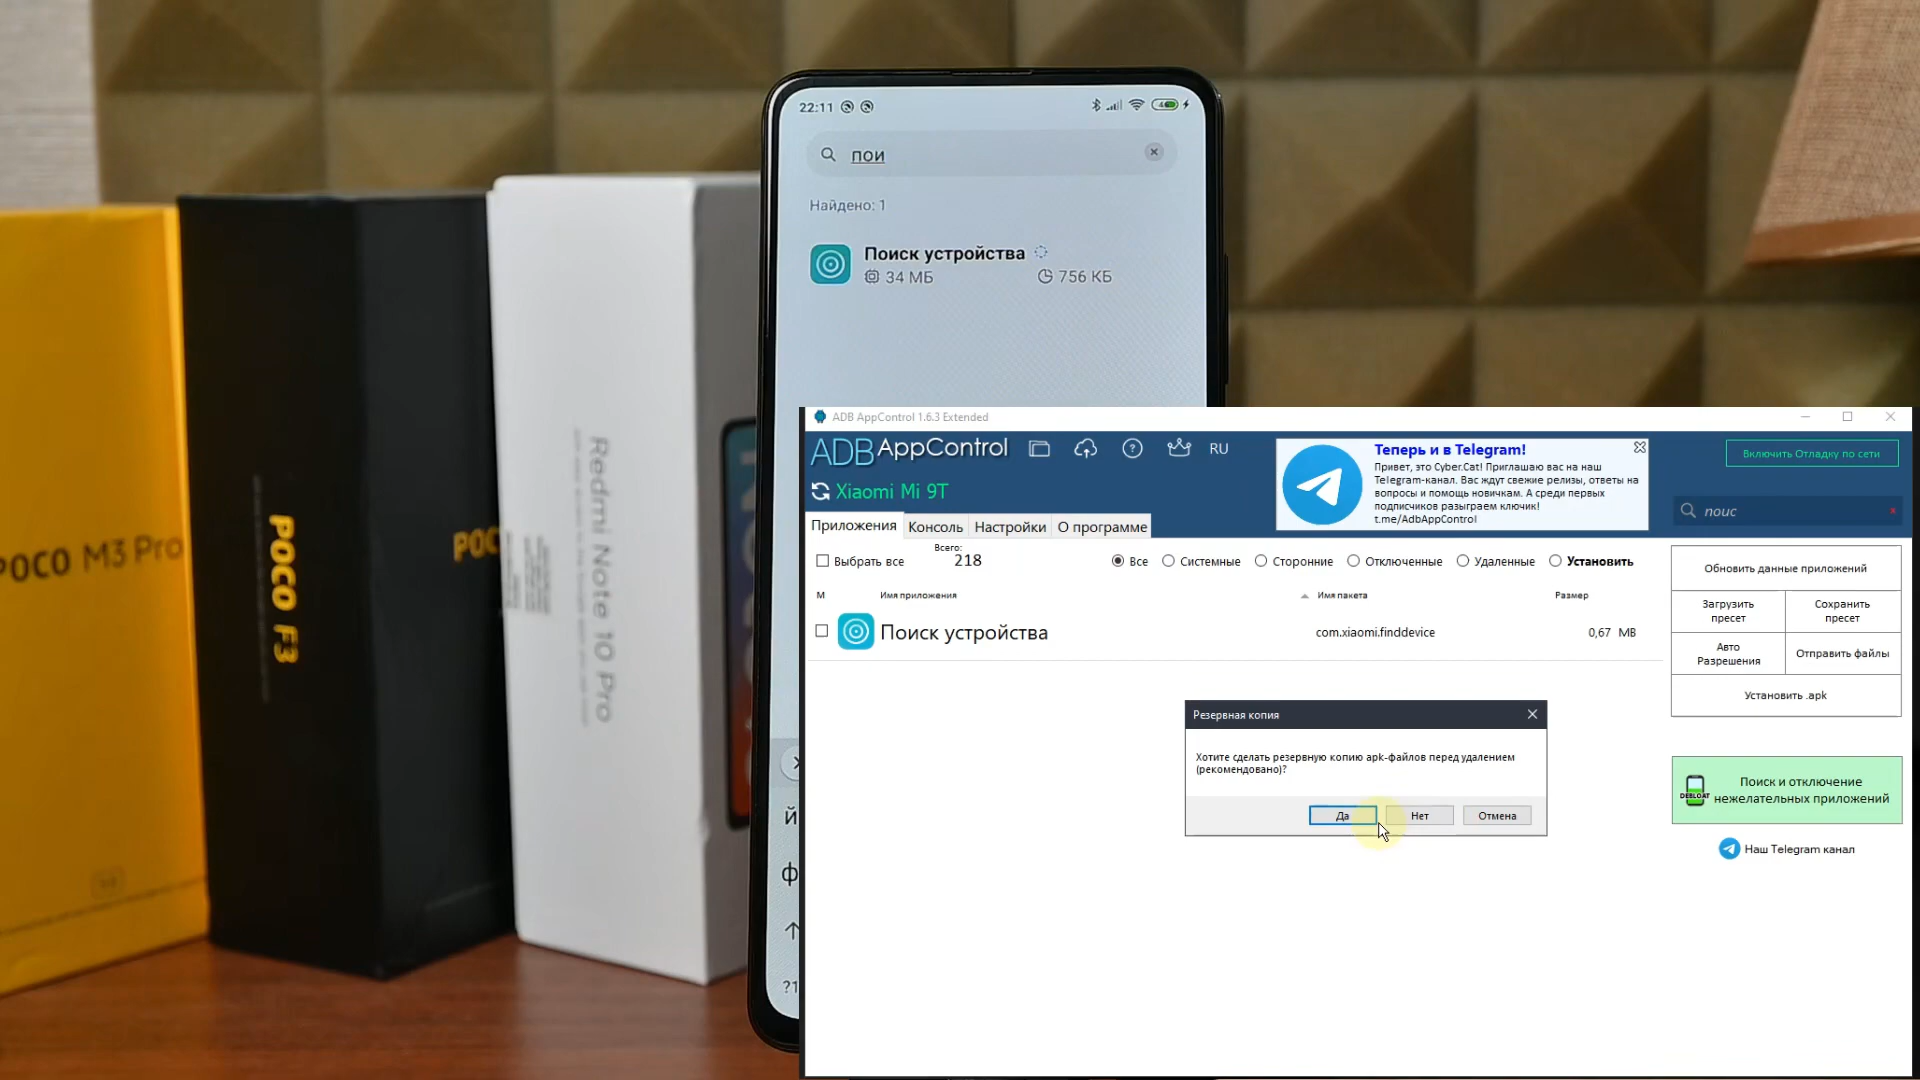 22:11
пои
Найдено: 1
Поиск устройства
34 МБ
756 КБ
й
ф
?1
POCO M3 Pro
POCO F3
POC
Redmi Note 10 Pro
ADB AppControl 1.6.3 Extended
ADB AppControl
RU
Xiaomi Mi 9T
Теперь и в Telegram!
Привет, это Cyber.Cat! Приглашаю вас на наш
Telegram-канал. Вас ждут свежие релизы, ответы на
вопросы и помощь новичкам. А среди первых
подписчиков разыграем ключик!
t.me/AdbAppControl
Включить Отладку по сети
поис
Приложения
Консоль
Настройки
О программе
Выбрать все
Всего:
218
Все
Системные
Сторонние
Отключенные
Удаленные
Установить
М
Имя приложения
Имя пакета
Размер
Поиск устройства
com.xiaomi.finddevice
0,67 MB
Резервная копия
Хотите сделать резервную копию apk-файлов перед удалением
(рекомендовано)?
Да
Нет
Отмена
Обновить данные приложений
Загрузить
пресет
Сохранить
пресет
Авто
Разрешения
Отправить файлы
Установить .apk
DEBLOAT
Поиск и отключение
нежелательных приложений
Наш Telegram канал